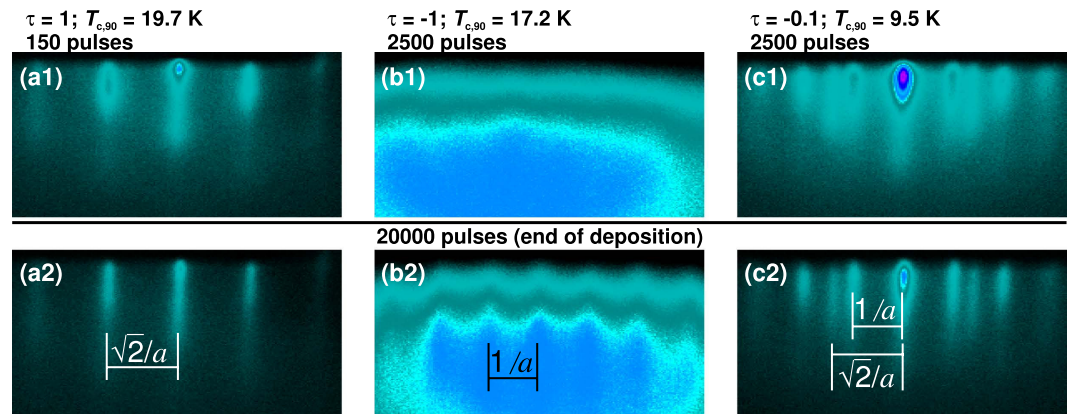 τ = 1; Tc,90 = 19.7 K
150 pulses
τ = -1; Tc,90 = 17.2 K
2500 pulses
τ = -0.1; Tc,90 = 9.5 K
2500 pulses
(a1)
(b1)
(c1)
20000 pulses (end of deposition)
(a2)
(b2)
(c2)
√2/a
1/a
1/a
√2/a